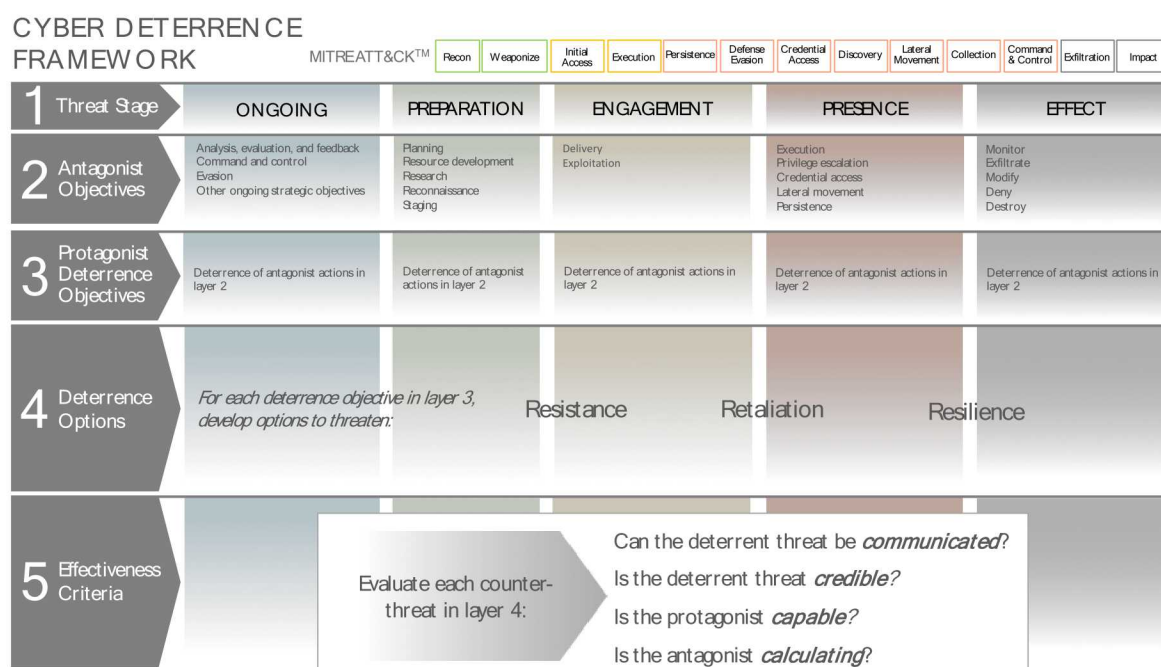 CYBER DETERRENCE
FRAMEWORK
MITREATT&CK™
Recon
Weaponize
Initial
Access
Execution
Persistence
Defense
Evasion
Credential
Access
Discovery
Lateral
Movement
Collection
Command
& Control
Exfiltration
Impact
1 Threat Stage
ONGOING
PREPARATION
ENGAGEMENT
PRESENCE
EFFECT
2 Antagonist
Objectives
Analysis, evaluation, and feedback
Command and control
Evasion
Other ongoing strategic objectives
Planning
Resource development
Research
Reconnaissance
Staging
Delivery
Exploitation
Execution
Privilege escalation
Credential access
Lateral movement
Persistence
Monitor
Exfiltrate
Modify
Deny
Destroy
3 Protagonist
Deterrence
Objectives
Deterrence of antagonist actions in
layer 2
Deterrence of antagonist
actions in layer 2
Deterrence of antagonist actions in
layer 2
Deterrence of antagonist actions in
layer 2
Deterrence of antagonist actions in
layer 2
4 Deterrence
Options
For each deterrence objective in layer 3,
develop options to threaten:
Resistance
Retaliation
Resilience
5 Effectiveness
Criteria
Evaluate each counter-
threat in layer 4:
Can the deterrent threat be communicated?
Is the deterrent threat credible?
Is the protagonist capable?
Is the antagonist calculating?